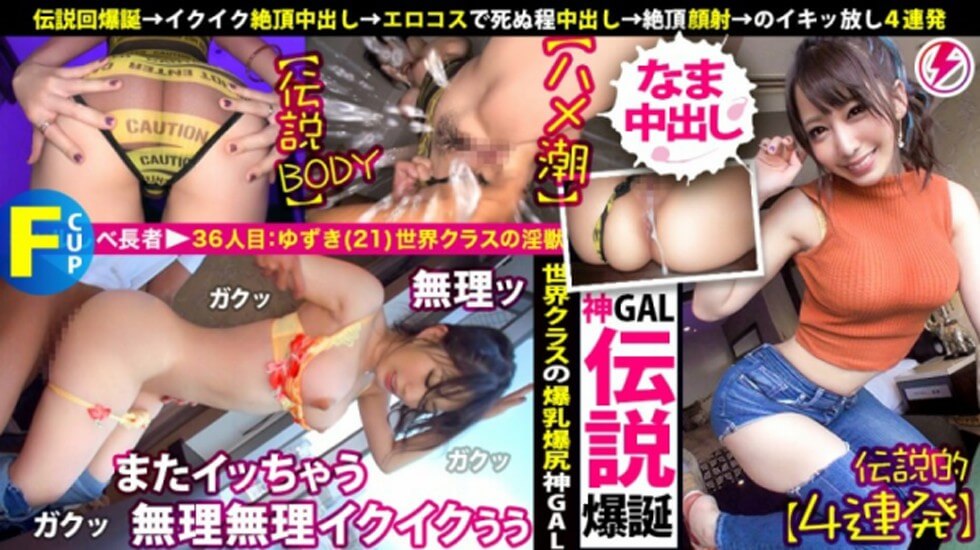 伝説回爆誕→イクイク絶頂中出し→エロコスで死ぬ程中出し→絶頂顔射→のイキッ放し4連発
CAUTION
CAUTION
【伝説BODY】
【ハメ潮】
なま
中出し
F CUP
べ長者▶36人目:ゆずき(21)世界クラスの淫獣
ガクッ
無理ッ
ガクッ
またイッちゃう
ガクッ
無理無理イクイクぅぅ
世界クラスの爆乳爆尻神GAL
神GAL
伝説
爆誕
伝説的
【4連発】